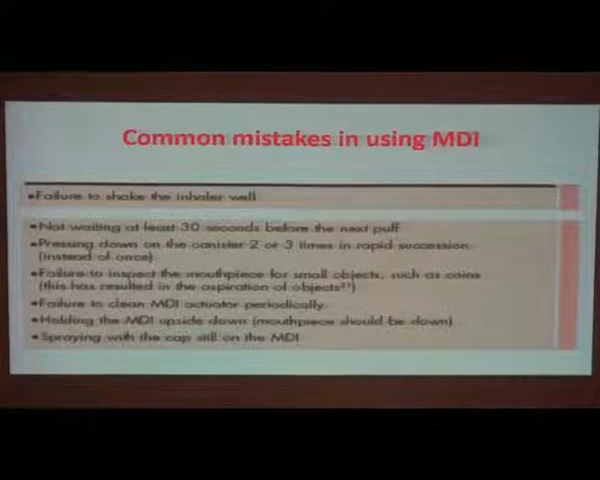 Common mistakes in using MDI
•Failure to shake the inhaler well
•Not waiting at least 30 seconds before the next puff
•Pressing down on the canister 2 or 3 times in rapid succession
(instead of once)
•Failure to inspect the mouthpiece for small objects, such as coins
(this has resulted in the aspiration of objects²¹)
•Failure to clean MDI actuator periodically
•Holding the MDI upside down (mouthpiece should be down)
•Spraying with the cap still on the MDI